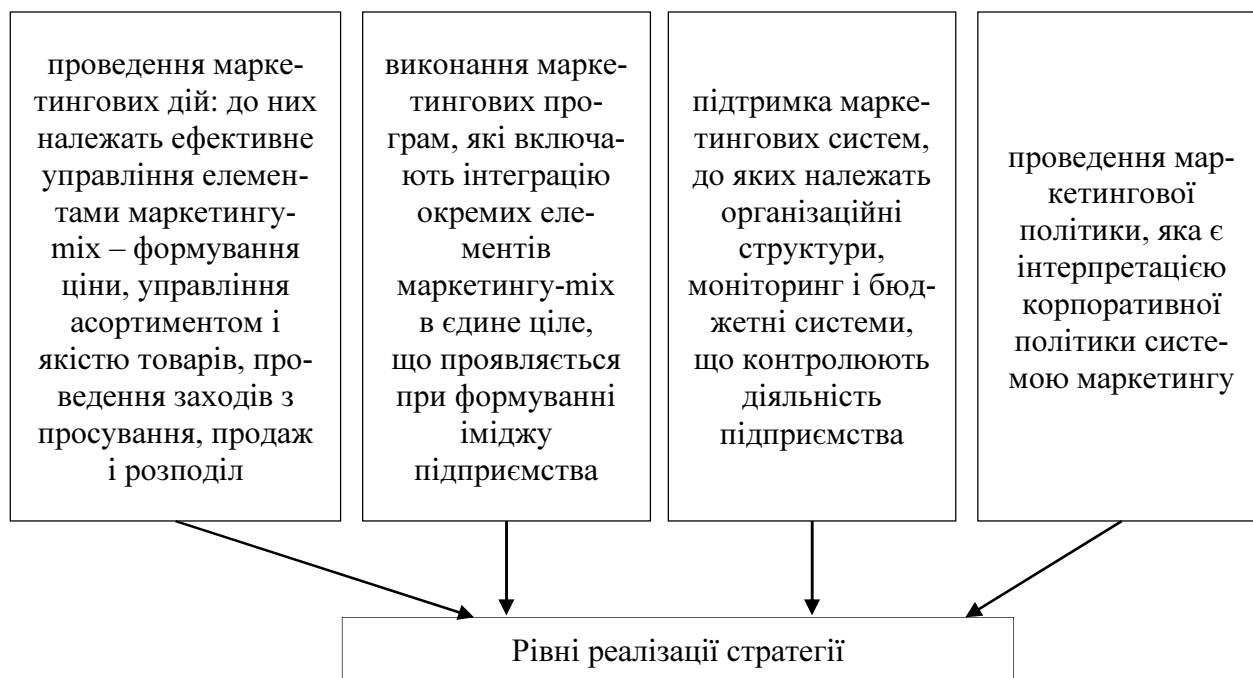 проведення марке-
тингових дій: до них
належать ефективне
управління елемен-
тами маркетингу-
mix – формування
ціни, управління
асортиментом і
якістю товарів, про-
ведення заходів з
просування, продаж
і розподіл
виконання марке-
тингових про-
грам, які включа-
ють інтеграцію
окремих еле-
ментів
маркетингу-mix
в єдине ціле,
що проявляється
при формуванні
іміджу
підприємства
підтримка марке-
тингових систем,
до яких належать
організаційні
структури,
моніторинг і бюд-
жетні системи,
що контролюють
діяльність
підприємства
проведення мар-
кетингової
політики, яка є
інтерпретацією
корпоративної
політики систе-
мою маркетингу
Рівні реалізації стратегії